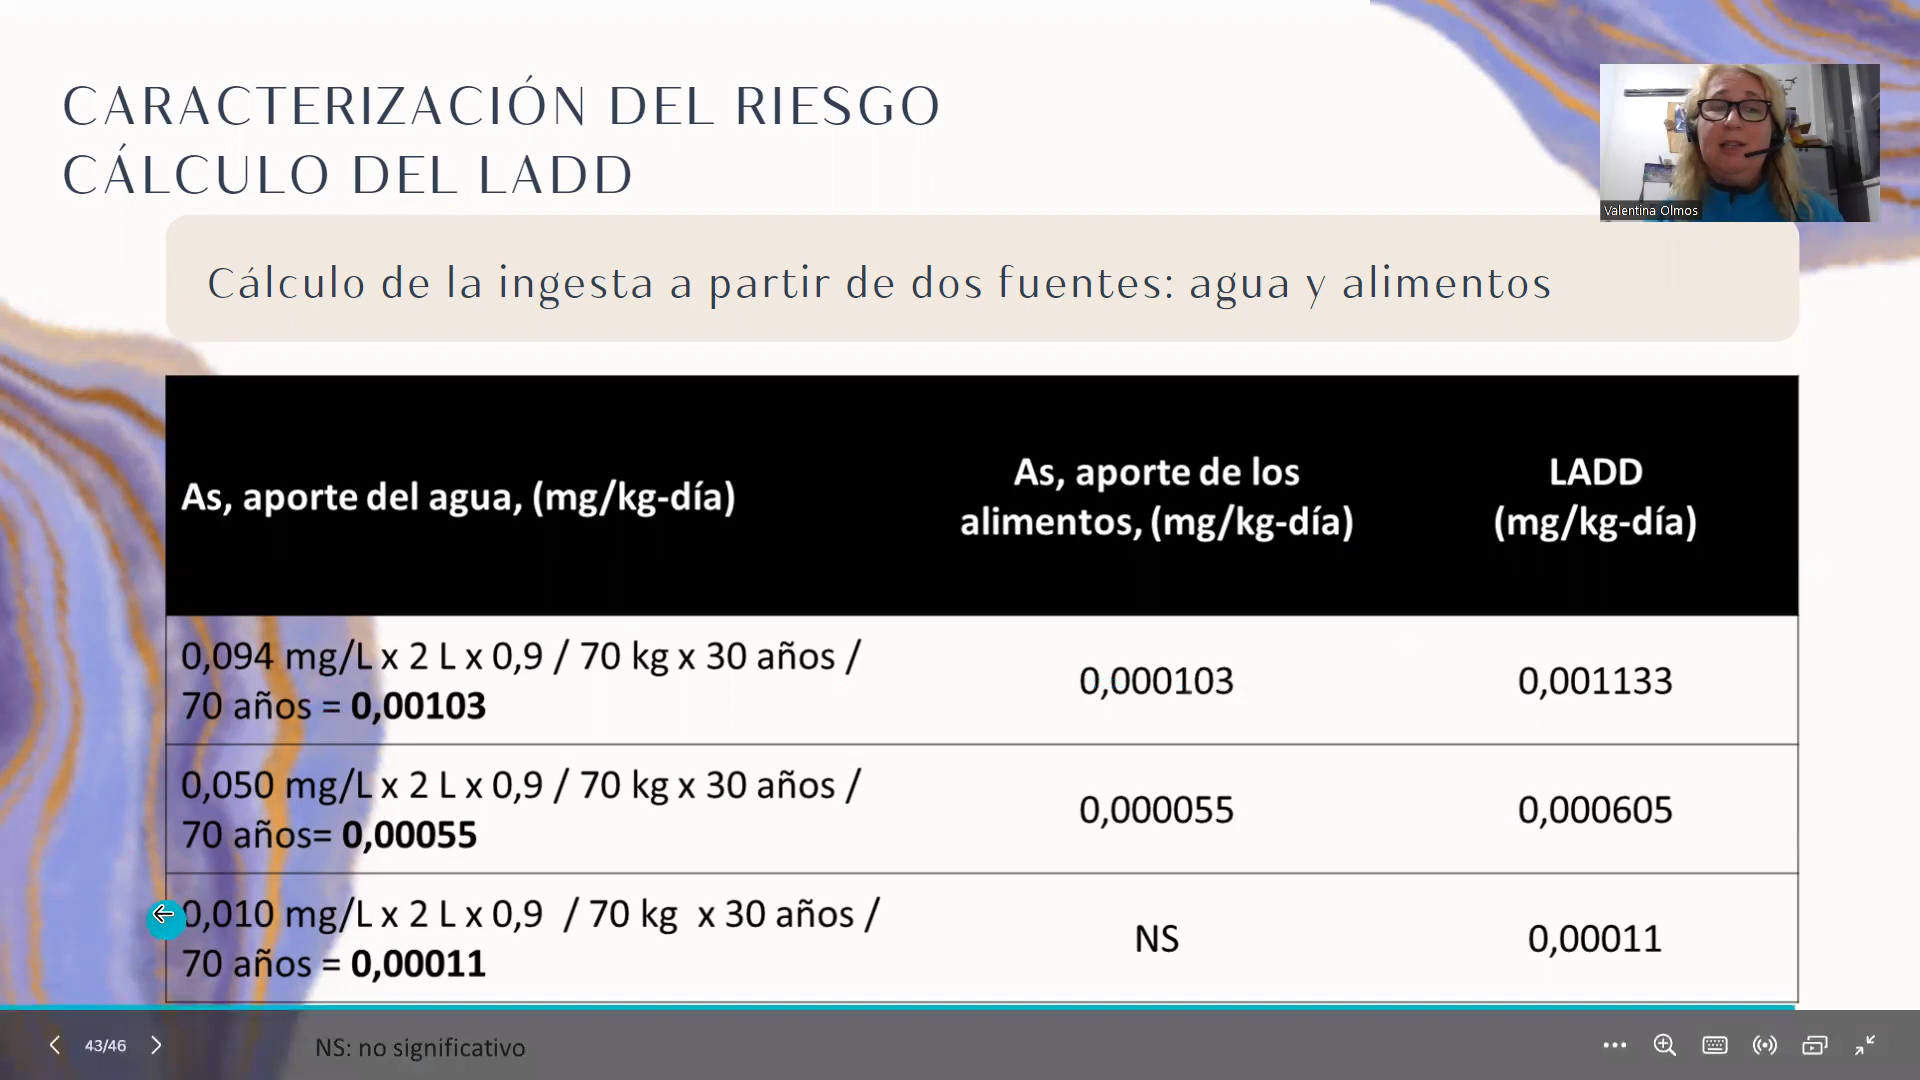 CARACTERIZACIÓN DEL RIESGO
CÁLCULO DEL LADD
Valentina Olmos
Cálculo de la ingesta a partir de dos fuentes: agua y alimentos
As, aporte del agua, (mg/kg-día)
As, aporte de los
alimentos, (mg/kg-día)
LADD
(mg/kg-día)
0,094 mg/L x 2 L x 0,9 / 70 kg x 30 años /
70 años = 0,00103
0,000103
0,001133
0,050 mg/L x 2 L x 0,9 / 70 kg x 30 años /
70 años= 0,00055
0,000055
0,000605
0,010 mg/L x 2 L x 0,9 / 70 kg x 30 años /
70 años = 0,00011
NS
0,00011
43/46
NS: no significativo